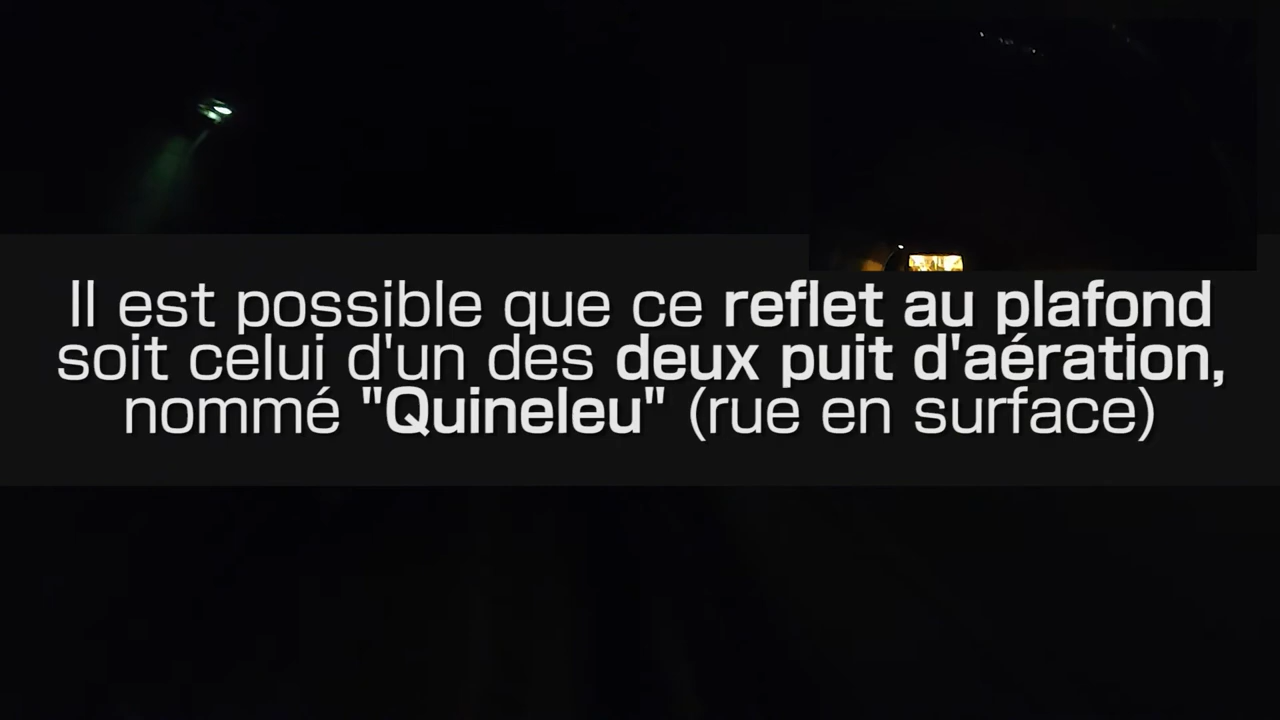 Il est possible que ce reflet au plafond
soit celui d'un des deux puit d'aération,
nommé "Quineleu" (rue en surface)